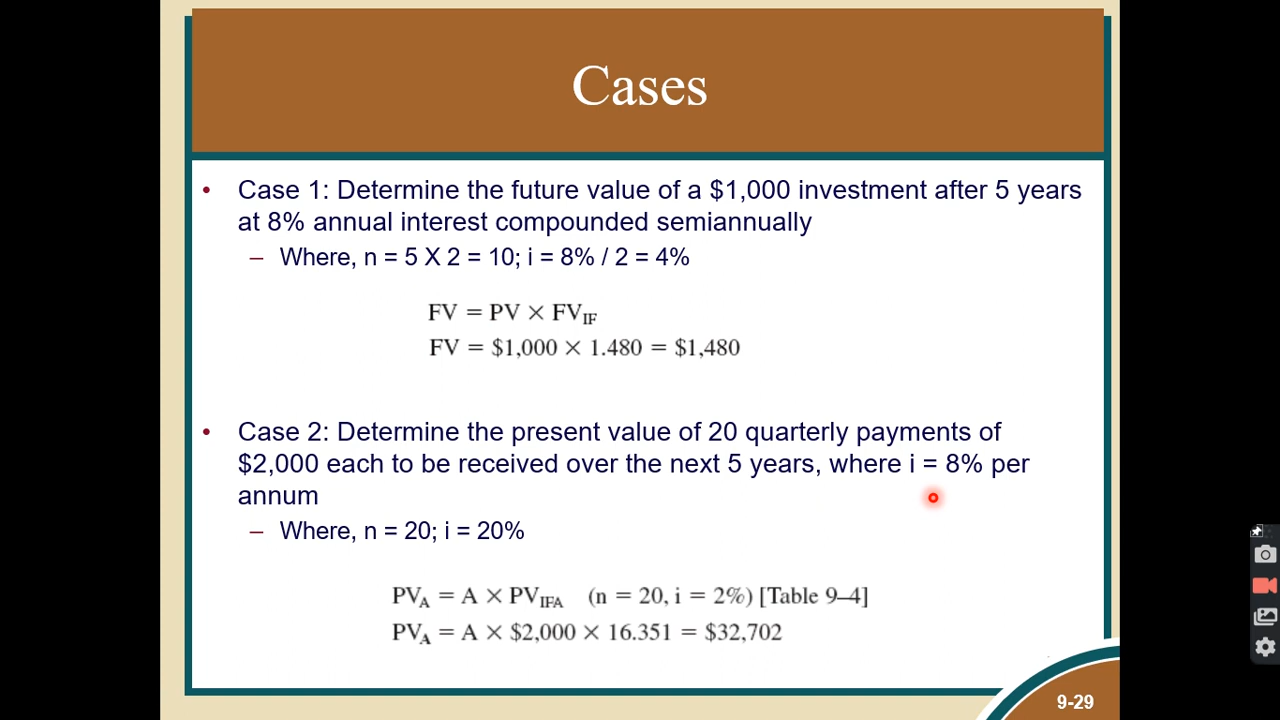 Cases
• Case 1: Determine the future value of a $1,000 investment after 5 years
at 8% annual interest compounded semiannually
– Where, n = 5 X 2 = 10; i = 8% / 2 = 4%
FV = PV × FVIF
FV = $1,000 × 1.480 = $1,480
• Case 2: Determine the present value of 20 quarterly payments of
$2,000 each to be received over the next 5 years, where i = 8% per
annum
– Where, n = 20; i = 20%
PVA = A × PVIFA (n = 20, i = 2%) [Table 9–4]
PVA = A × $2,000 × 16.351 = $32,702
9-29